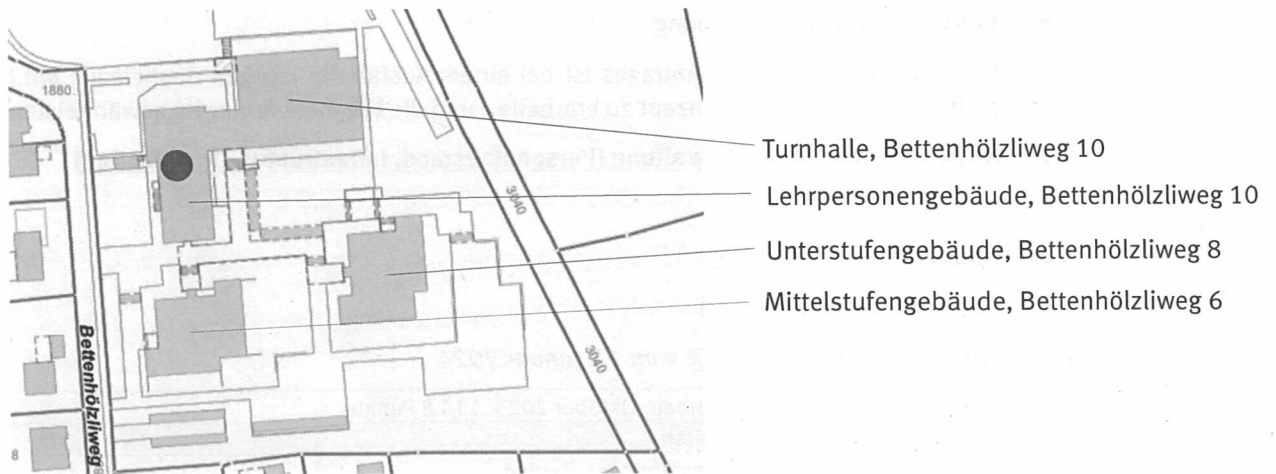 1880.
Turnhalle, Bettenhölzliweg 10
Lehrpersonengebäude, Bettenhölzliweg 10
Unterstufengebäude, Bettenhölzliweg 8
Mittelstufengebäude, Bettenhölzliweg 6
3040
3040
Bettenhölzliweg
8